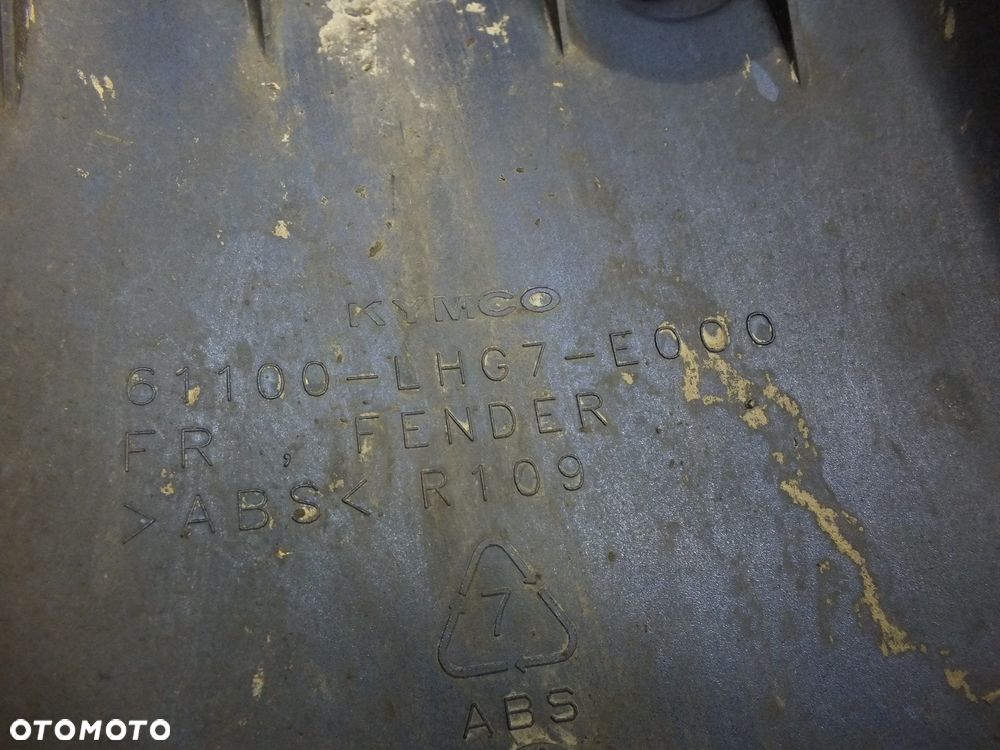 KYMCO
61100-LHG7-E000
FR , FENDER
>ABS< R109
7
ABS
OTOMOTO